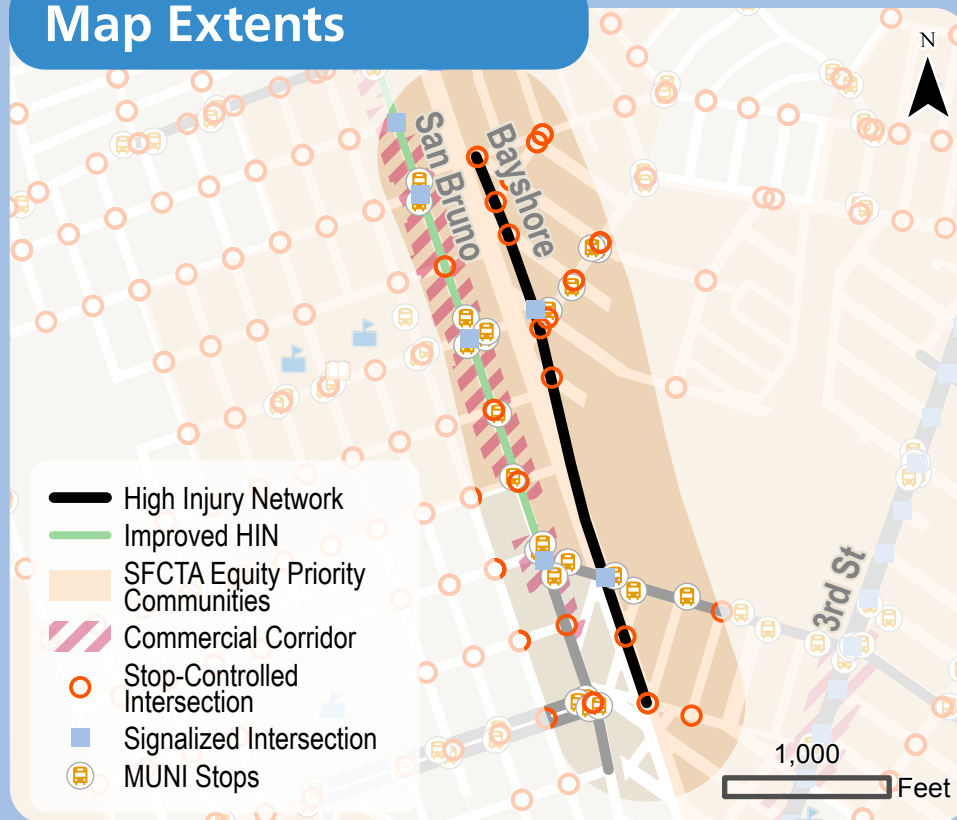 Map Extents
N
San Bruno
Bayshore
3rd St
High Injury Network
Improved HIN
SFCTA Equity Priority
Communities
Commercial Corridor
Stop-Controlled
Intersection
Signalized Intersection
MUNI Stops
1,000
Feet